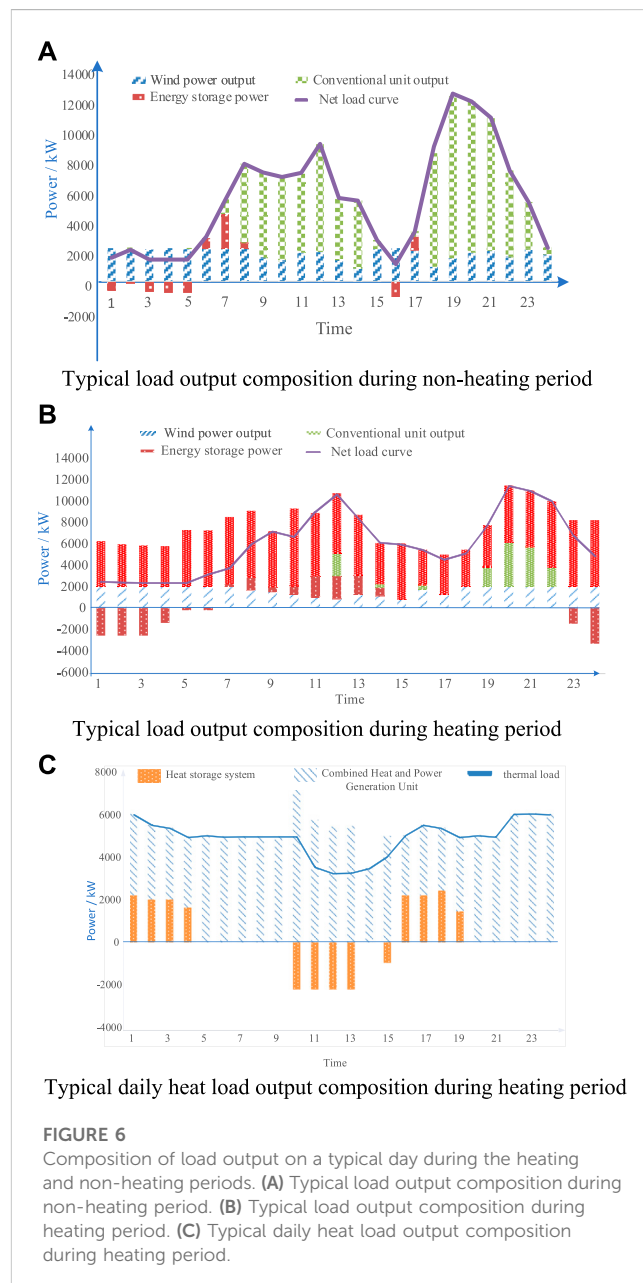 A
14000
12000
10000
8000
6000
4000
2000
0
-2000
Power / kW
Wind power output
Conventional unit output
Energy storage power
Net load curve
1 3 5 7 9 11 13 15 17 19 21 23
Time
Typical load output composition during non-heating period
B
14000
12000
10000
8000
6000
4000
2000
0
-2000
-4000
-6000
Power / kW
Wind power output
Conventional unit output
Energy storage power
Net load curve
1 3 5 7 9 11 13 15 17 19 21 23
Time
Typical load output composition during heating period
C
8000
6000
4000
2000
0
-2000
-4000
Power / kW
Heat storage system
Combined Heat and Power
Generation Unit
thermal load
1 3 5 7 9 11 13 15 17 19 21 23
Time
Typical daily heat load output composition during heating period
FIGURE 6
Composition of load output on a typical day during the heating
and non-heating periods. (A) Typical load output composition during
non-heating period. (B) Typical load output composition during
heating period. (C) Typical daily heat load output composition
during heating period.